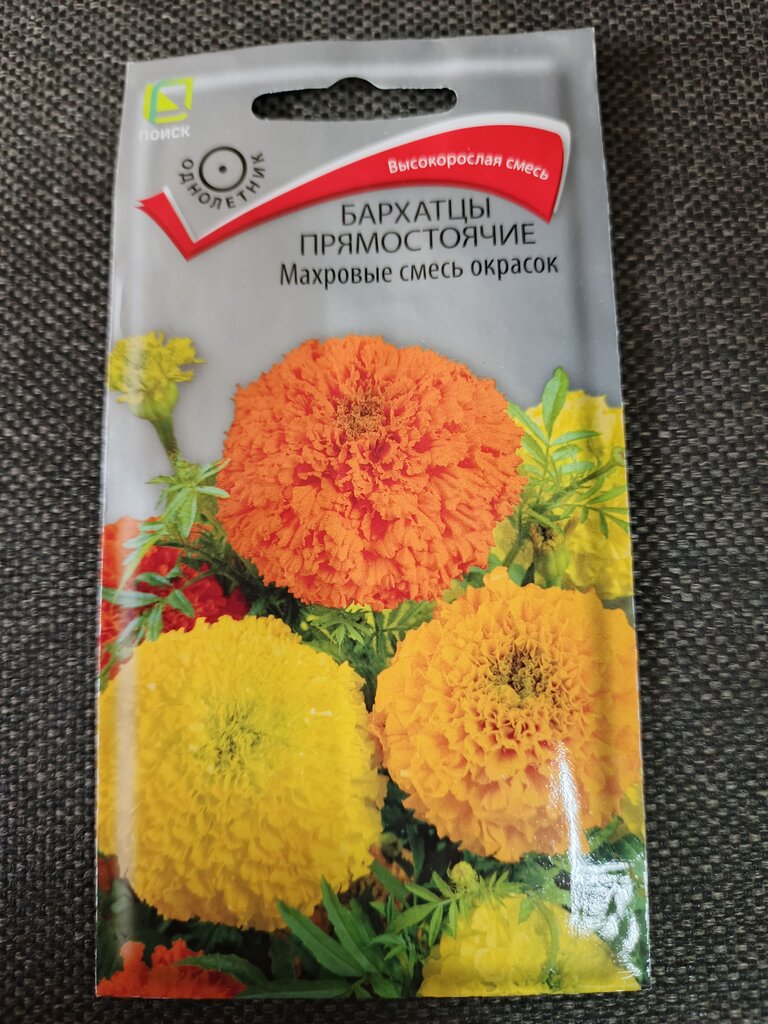 ПОИСК
ОДНОЛЕТНИК
Высокорослая смесь
БАРХАТЦЫ
ПРЯМОСТОЯЧИЕ
Махровые смесь окрасок